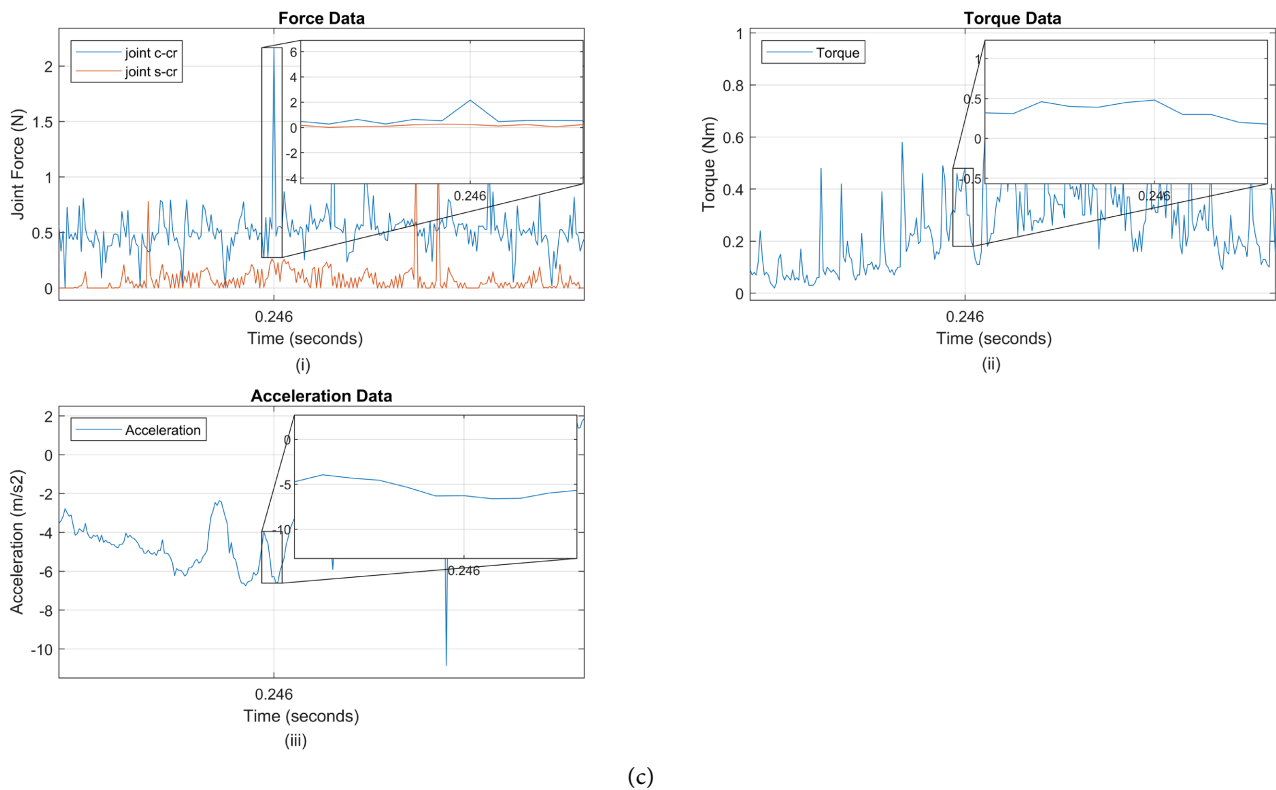 Force Data
joint c-cr
joint s-cr
2
1.5
1
0.5
0
Joint Force (N)
6
4
2
0
-2
-4
0.246
0.246
Time (seconds)
(i)
Torque Data
Torque
1
0.8
0.6
0.4
0.2
0
Torque (Nm)
1
0.5
0
-0.5
0.246
0.246
Time (seconds)
(ii)
Acceleration Data
Acceleration
2
0
-2
-4
-6
-8
-10
Acceleration (m/s2)
0
-5
-10
0.246
0.246
Time (seconds)
(iii)
(c)